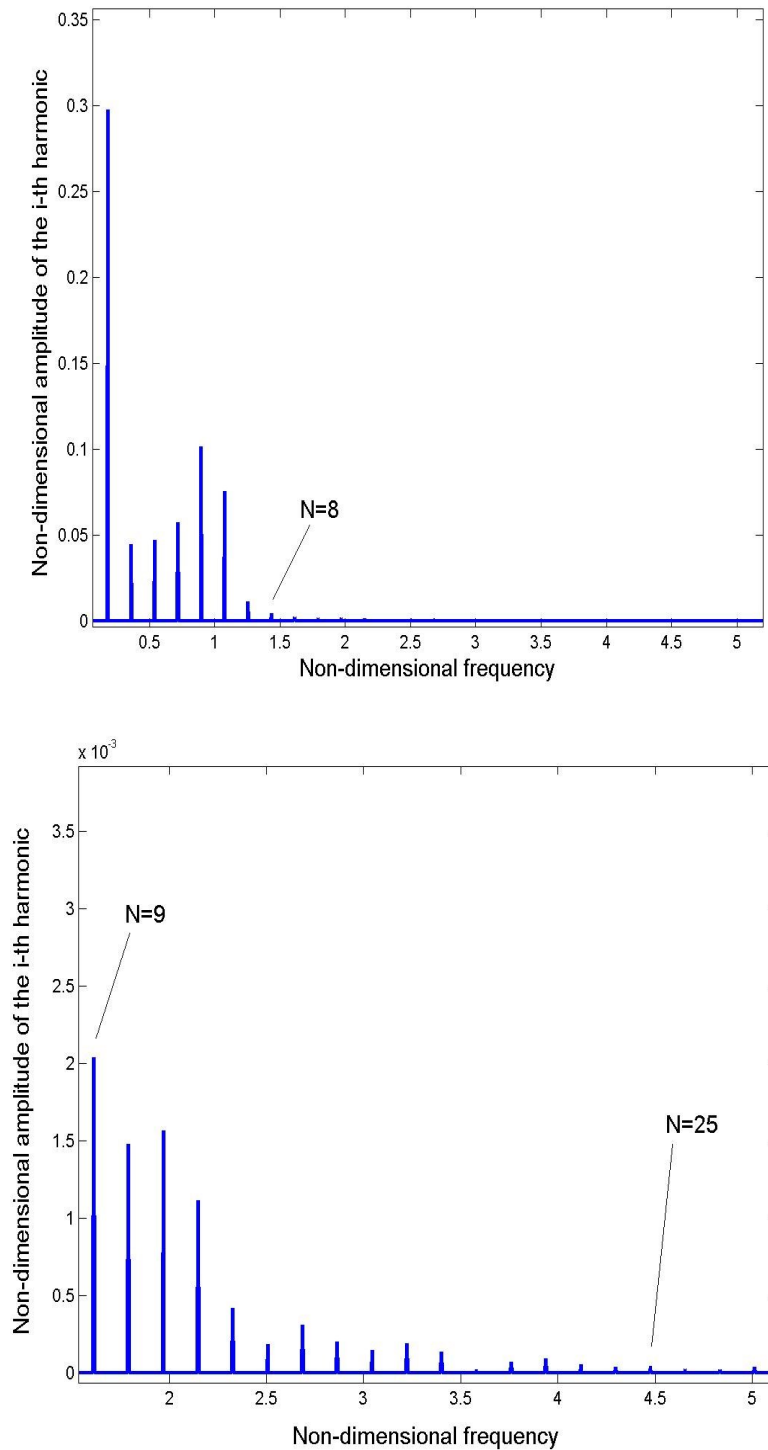 0.35
0.3
0.25
0.2
0.15
0.1
0.05
0
Non-dimensional amplitude of the i-th harmonic
N=8
0.5 1 1.5 2 2.5 3 3.5 4 4.5 5
Non-dimensional frequency
x 10-3
3.5
3
2.5
2
1.5
1
0.5
0
Non-dimensional amplitude of the i-th harmonic
N=9
N=25
2 2.5 3 3.5 4 4.5 5
Non-dimensional frequency